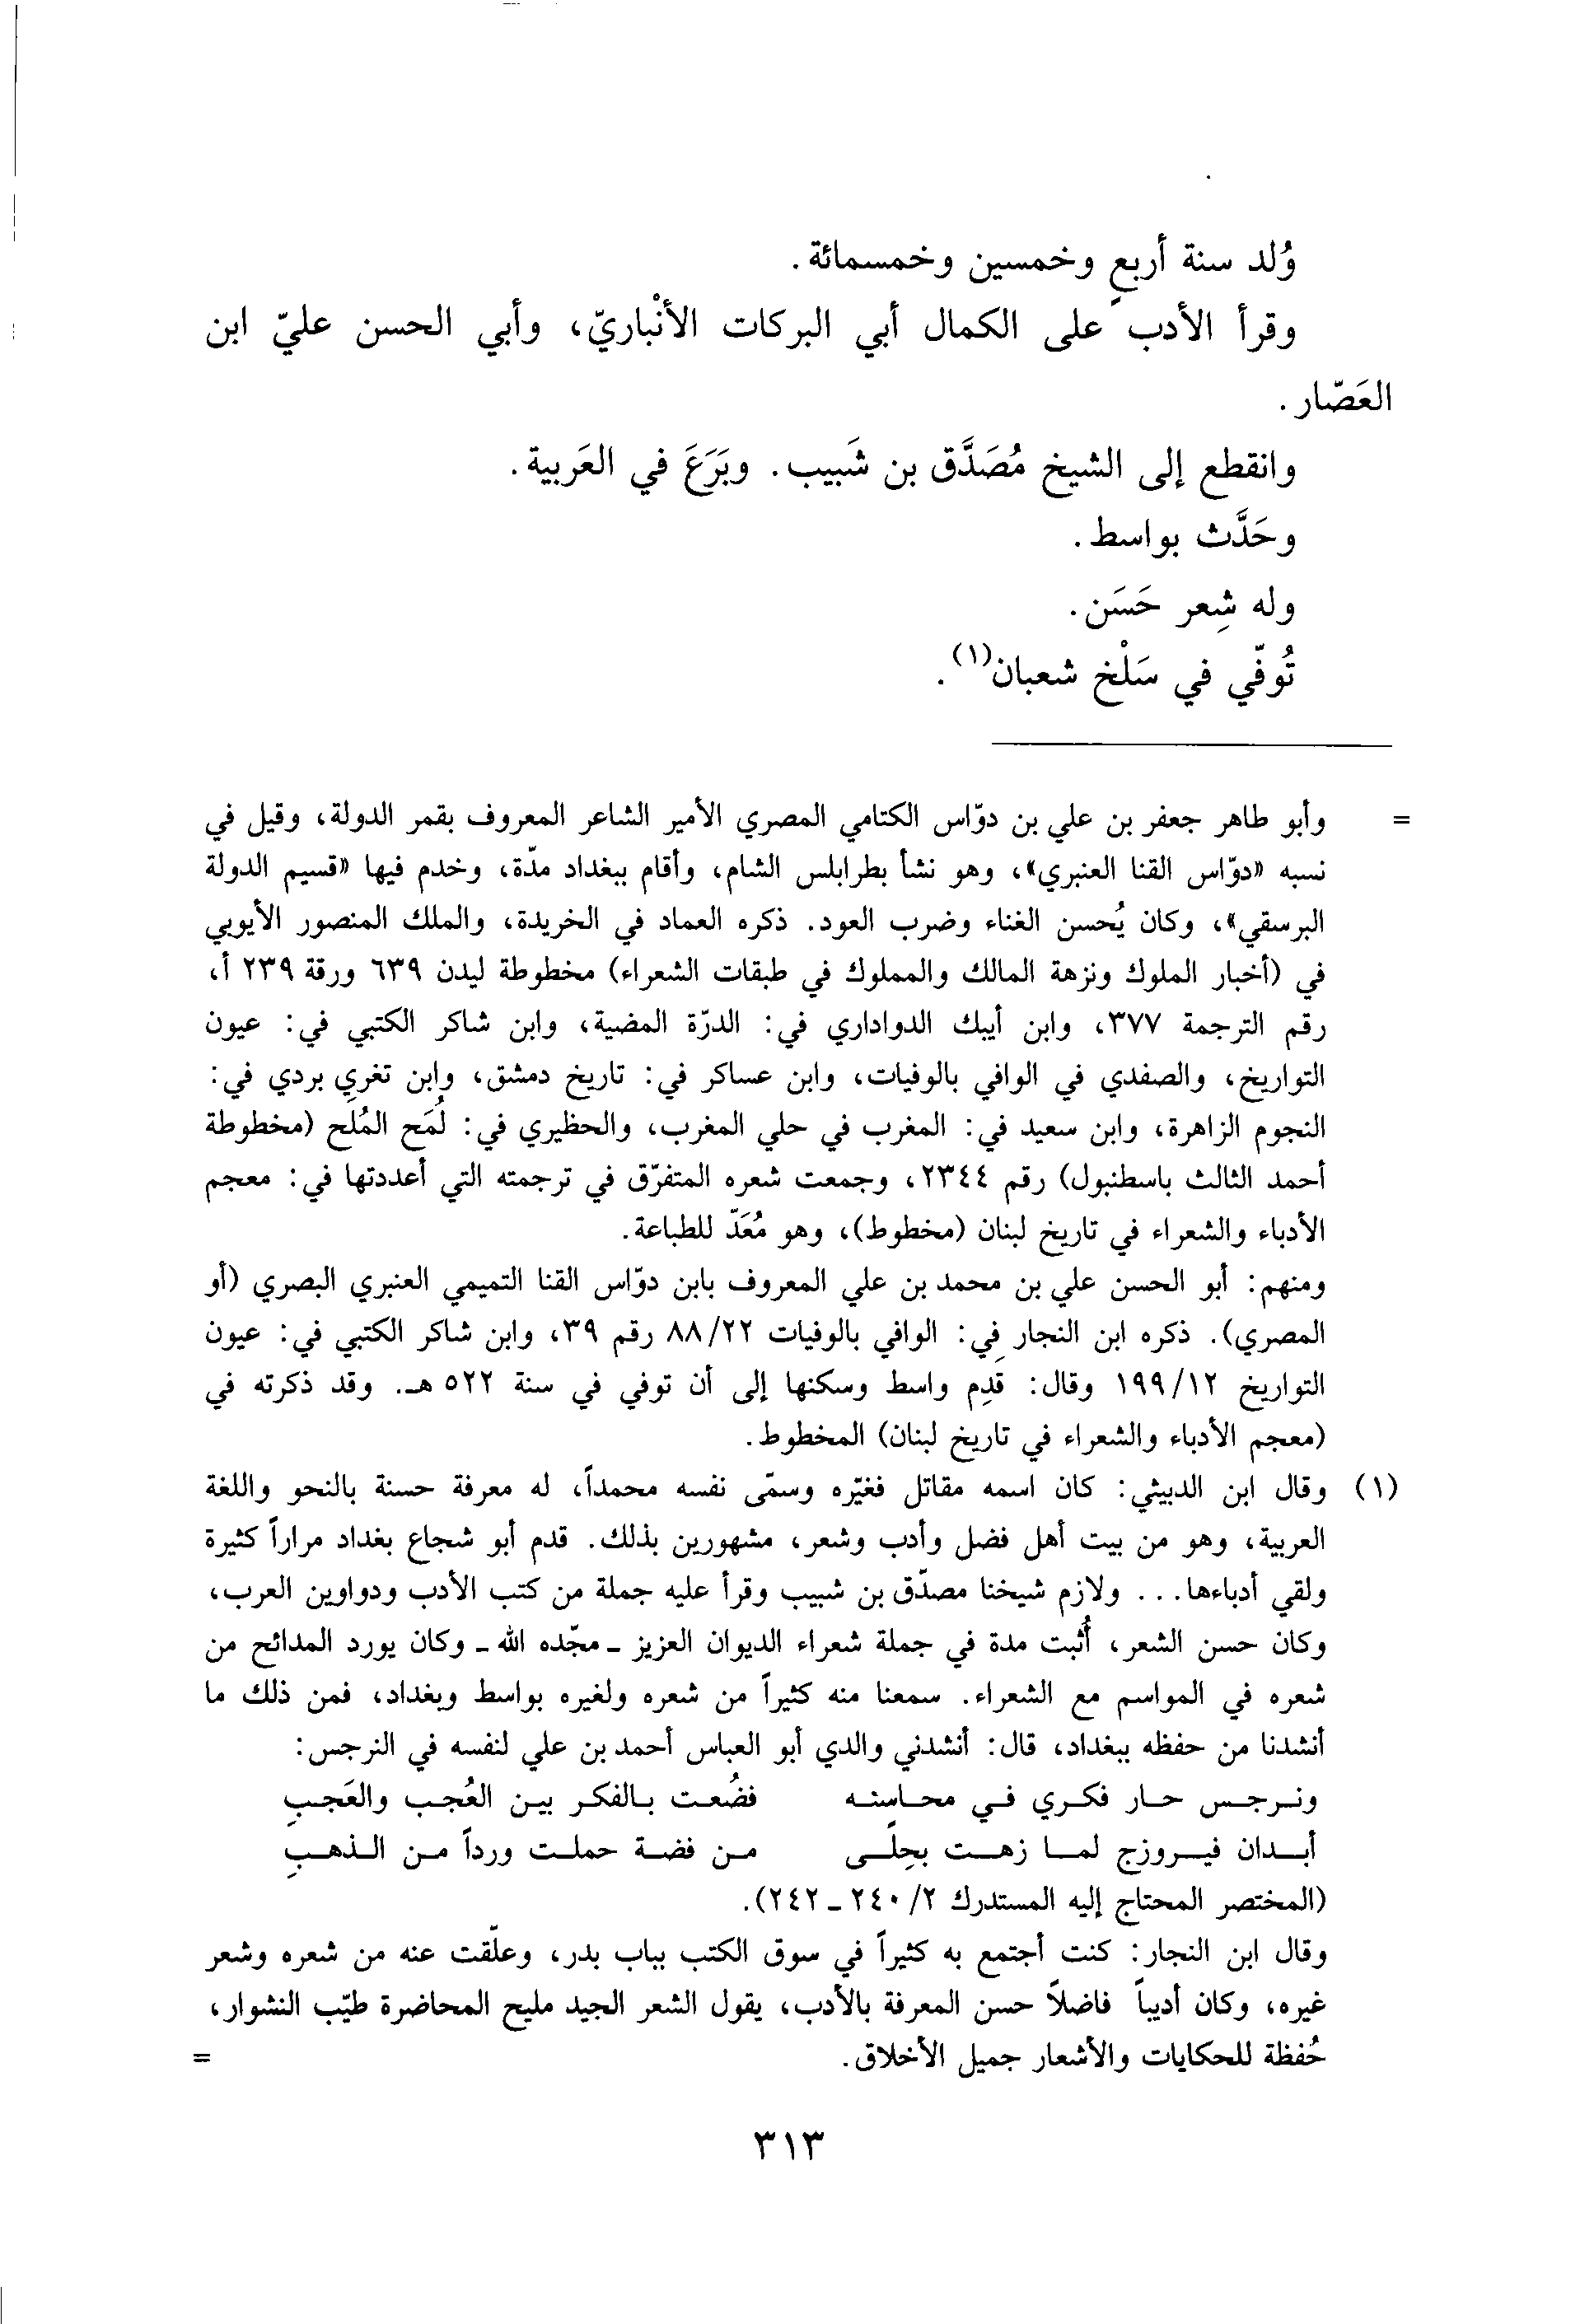 وُلد سنة أربعٍ وخمسين وخمسمائة.
وقرأ الأدب على الكمال أبي البركات الأنْباريّ، وأبي الحسن عليّ ابن
العَصّار.
وانقطع إلى الشيخ مُصَدَّق بن شَبيب. وبَرَعَ في العَربية.
وحَدَّث بواسط.
وله شِعر حَسَن.
تُوفّي في سَلْخ شعبان(١).
= وأبو طاهر جعفر بن علي بن دوّاس الكتامي المصري الأمير الشاعر المعروف بقمر الدولة، وقيل في
نسبه «دوّاس القنا العنبري»، وهو نشأ بطرابلس الشام، وأقام ببغداد مدّة، وخدم فيها «قسيم الدولة
البرسقي»، وكان يُحسن الغناء وضرب العود. ذكره العماد في الخريدة، والملك المنصور الأيوبي
في (أخبار الملوك ونزهة المالك والمملوك في طبقات الشعراء) مخطوطة ليدن ٦٣٩ ورقة ٢٣٩ أ،
رقم الترجمة ٣٧٧، وابن أيبك الدواداري في: الدرّة المضية، وابن شاكر الكتبي في: عيون
التواريخ، والصفدي في الوافي بالوفيات، وابن عساكر في: تاريخ دمشق، وابن تغري بردي في:
النجوم الزاهرة، وابن سعيد في: المغرب في حلي المغرب، والحظيري في: لُمَح المُلح (مخطوطة
أحمد الثالث باسطنبول) رقم ٢٣٤٤، وجمعت شعره المتفرّق في ترجمته التي أعددتها في: معجم
الأدباء والشعراء في تاريخ لبنان (مخطوط)، وهو مُعَدّ للطباعة.
ومنهم: أبو الحسن علي بن محمد بن علي المعروف بابن دوّاس القنا التميمي العنبري البصري (أو
المصري). ذكره ابن النجار في: الوافي بالوفيات ٨٨/٢٢ رقم ٣٩، وابن شاكر الكتبي في: عيون
التواريخ ١٩٩/١٢ وقال: قدِم واسط وسكنها إلى أن توفي في سنة ٥٢٢ هـ. وقد ذكرته في
(معجم الأدباء والشعراء في تاريخ لبنان) المخطوط.
(١) وقال ابن الدبيثي: كان اسمه مقاتل فغيّره وسمّى نفسه محمداً، له معرفة حسنة بالنحو واللغة
العربية، وهو من بيت أهل فضل وأدب وشعر، مشهورين بذلك. قدم أبو شجاع بغداد مراراً كثيرة
ولقي أدباءها... ولازم شيخنا مصدّق بن شبيب وقرأ عليه جملة من كتب الأدب ودواوين العرب،
وكان حسن الشعر، أُثبت مدة في جملة شعراء الديوان العزيز - مجّده الله - وكان يورد المدائح من
شعره في المواسم مع الشعراء. سمعنا منه كثيراً من شعره ولغيره بواسط وبغداد، فمن ذلك ما
أنشدنا من حفظه ببغداد، قال: أنشدني والدي أبو العباس أحمد بن علي لنفسه في النرجس:
ونرجس حار فكري في محاسنه فضُعت بالفكر بين العُجب والعَجبِ
أبدان فيروزج لما زهت بحِلًى من فضة حملت ورداً من الذهبِ
(المختصر المحتاج إليه المستدرك ٢/ ٢٤٠ - ٢٤٢).
وقال ابن النجار: كنت أجتمع به كثيراً في سوق الكتب بباب بدر، وعلّقت عنه من شعره وشعر
غيره، وكان أديباً فاضلاً حسن المعرفة بالأدب، يقول الشعر الجيد مليح المحاضرة طيّب النشوار،
حُفظة للحكايات والأشعار جميل الأخلاق. =
٣١٣